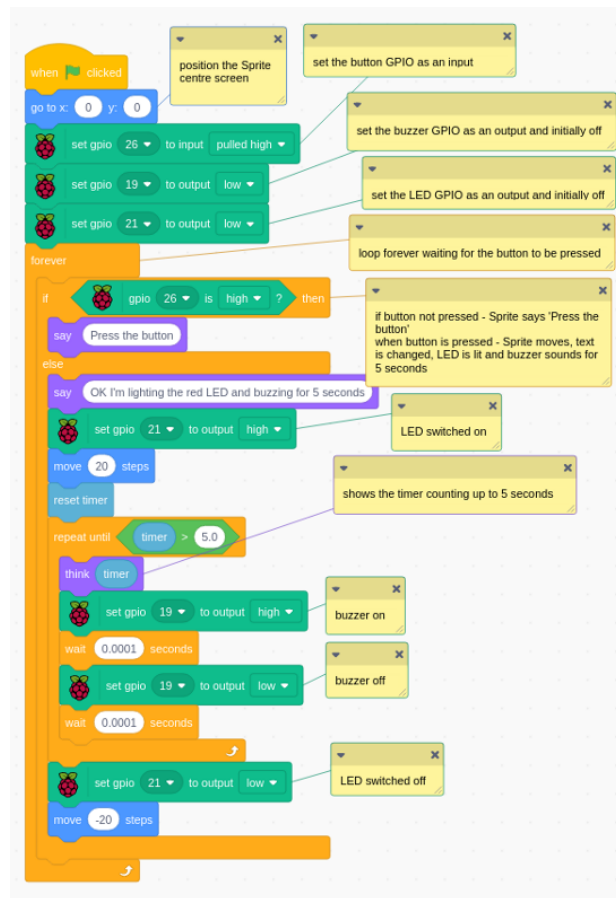 when clicked
position the Sprite
centre screen
set the button GPIO as an input
go to x: 0 y: 0
set the buzzer GPIO as an output and initially off
set gpio 26 to input pulled high
set gpio 19 to output low
set the LED GPIO as an output and initially off
set gpio 21 to output low
forever
loop forever waiting for the button to be pressed
if gpio 26 is high ? then
if button not pressed - Sprite says 'Press the
button'
when button is pressed - Sprite moves, text
is changed, LED is lit and buzzer sounds for
5 seconds
say Press the button
else
say OK I'm lighting the red LED and buzzing for 5 seconds
set gpio 21 to output high
LED switched on
move 20 steps
reset timer
shows the timer counting up to 5 seconds
repeat until timer > 5.0
think timer
set gpio 19 to output high
buzzer on
wait 0.0001 seconds
set gpio 19 to output low
buzzer off
wait 0.0001 seconds
set gpio 21 to output low
LED switched off
move -20 steps